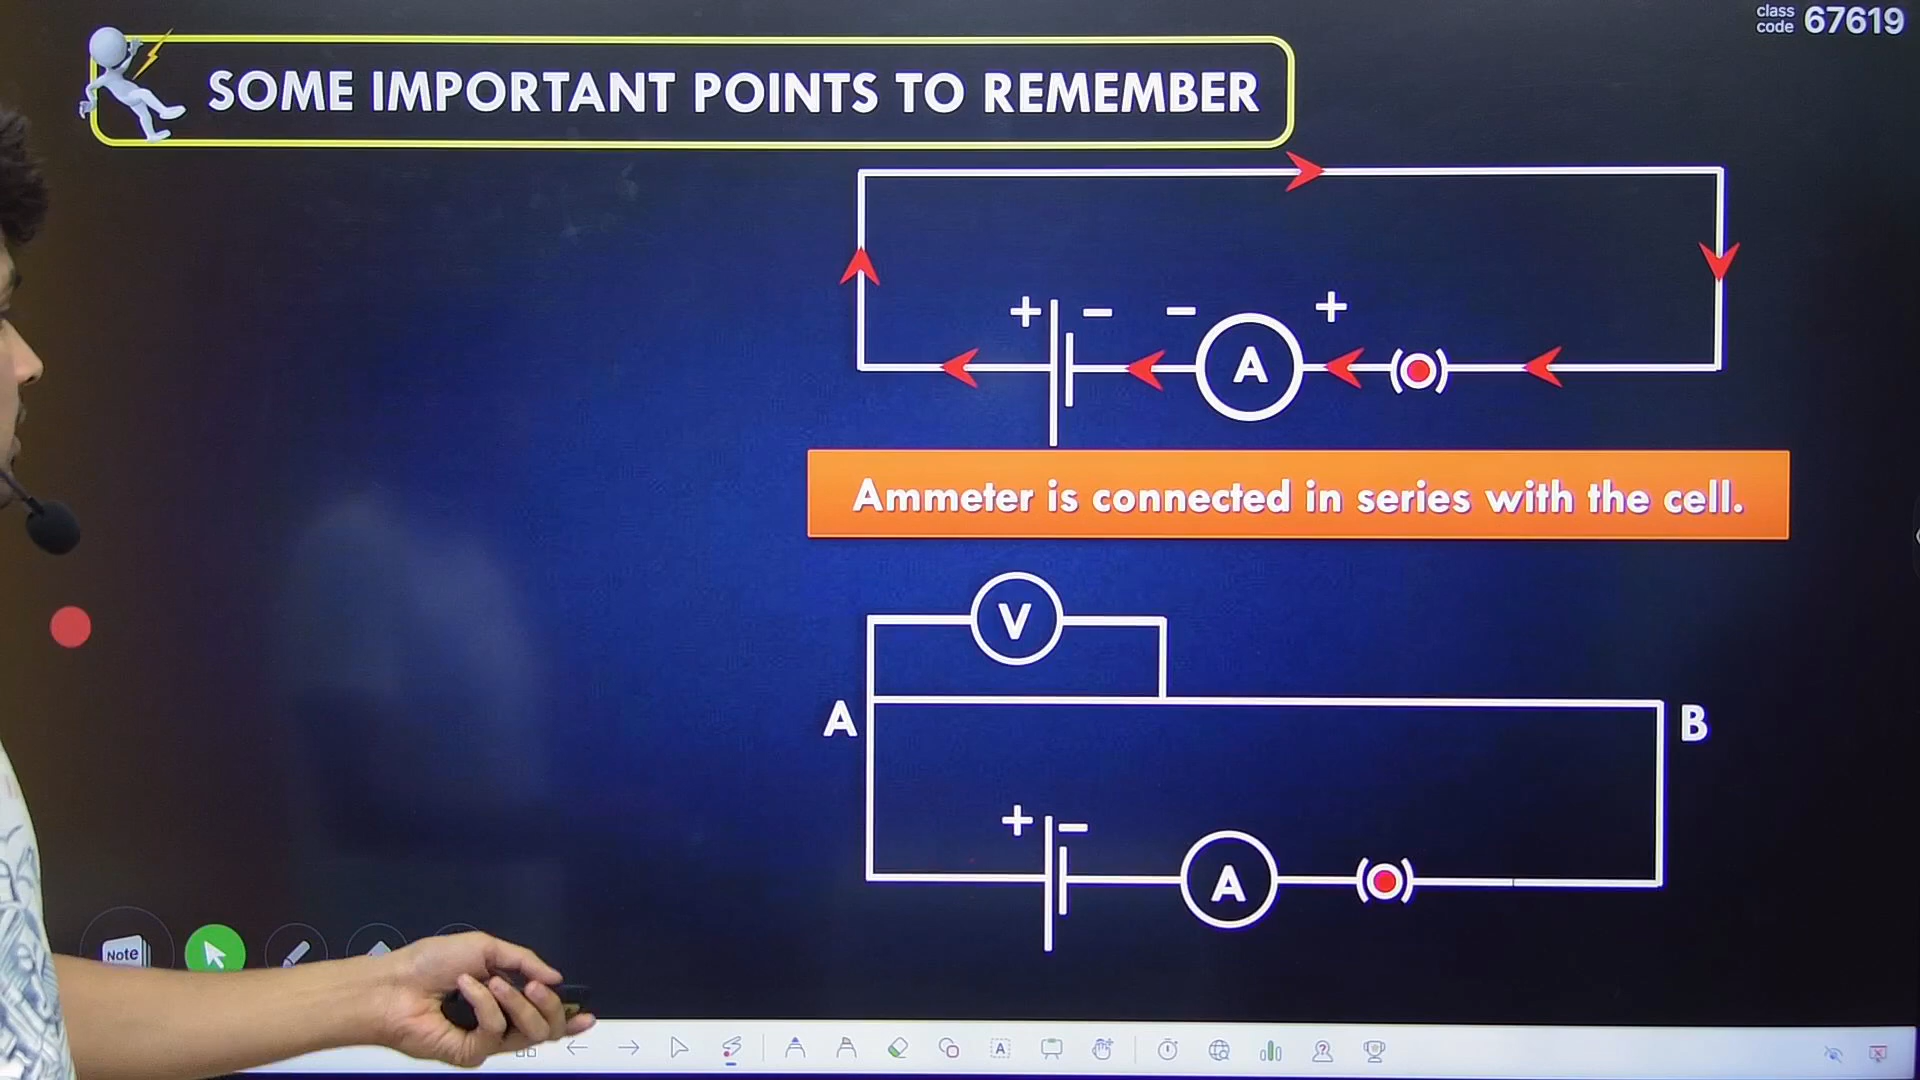 class
code 67619
SOME IMPORTANT POINTS TO REMEMBER
+ − − +
A
Ammeter is connected in series with the cell.
V
A B
+ −
A
Note
A